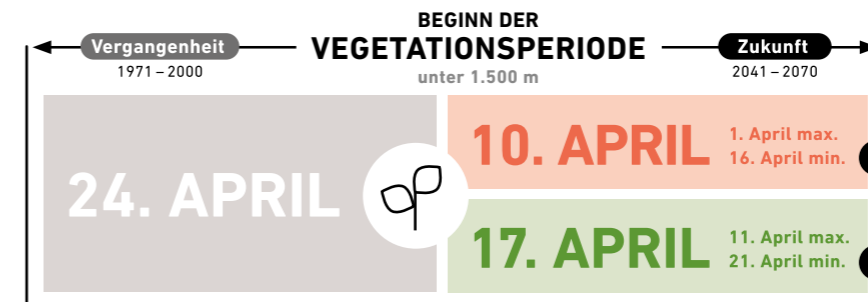 BEGINN DER
Vergangenheit
VEGETATIONSPERIODE
Zukunft
1971 – 2000
unter 1.500 m
2041 – 2070
24. APRIL
10. APRIL
1. April max.
16. April min.
17. APRIL
11. April max.
21. April min.